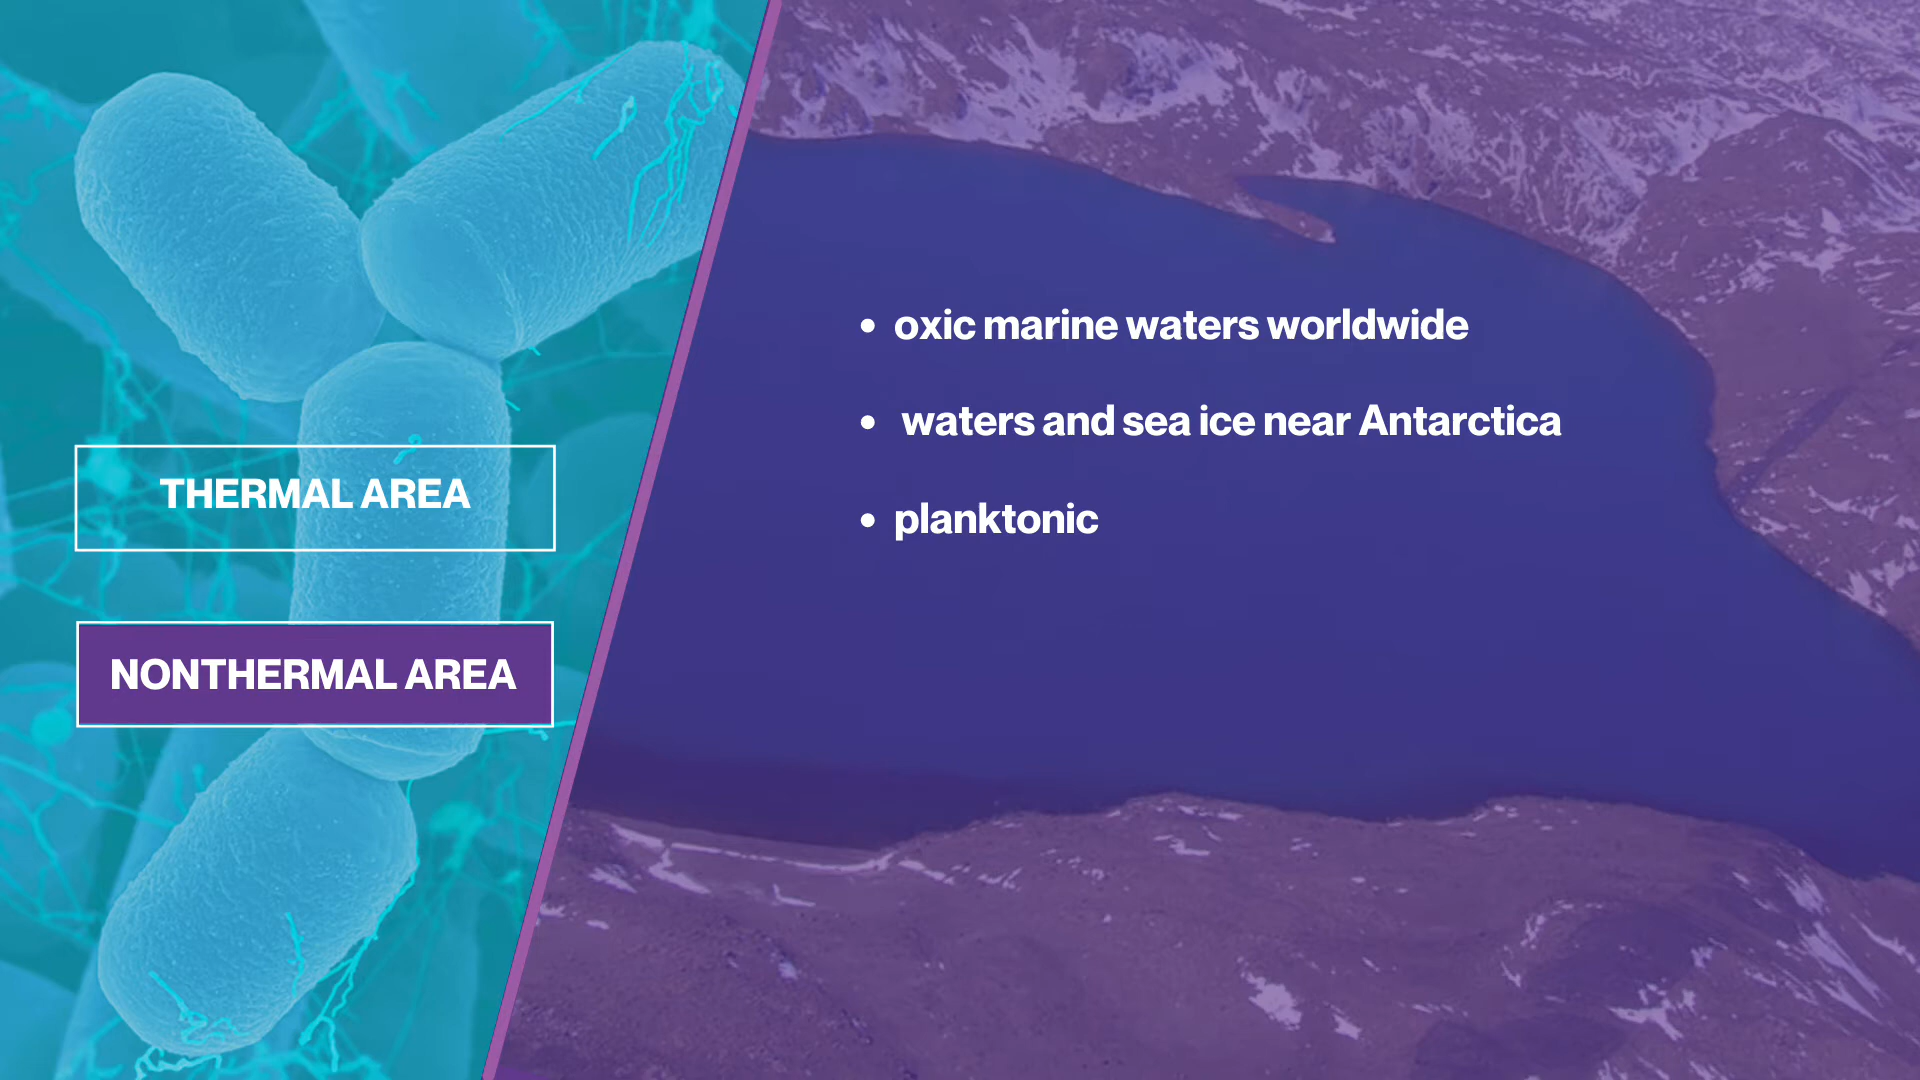 THERMAL AREA
NONTHERMAL AREA
• oxic marine waters worldwide
• waters and sea ice near Antarctica
• planktonic